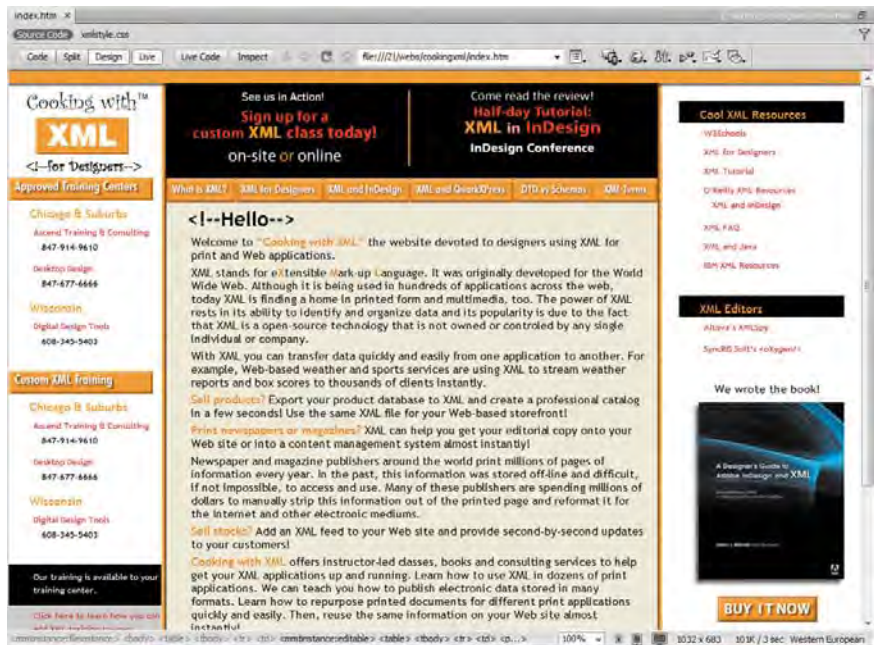 index.htm ×
Source Code xmlstyle.css
Code Split Design Live Live Code Inspect file:///Z|/webs/cookingxml/index.htm
Cooking with™
XML
<!--for Designers-->
Approved Training Centers
Chicago & Suburbs
Ascend Training & Consulting
847-914-9610
Desktop Design
847-677-6666
Wisconsin
Digital Design Tools
608-345-5403
Custom XML Training
Chicago & Suburbs
Ascend Training & Consulting
847-914-9610
Desktop Design
847-677-6666
Wisconsin
Digital Design Tools
608-345-5403
Our training is available to your
training center.
Click here to learn how you can
See us in Action!
Sign up for a
custom XML class today!
on-site or online
Come read the review!
Half-day Tutorial:
XML in InDesign
InDesign Conference
What is XML? XML for Designers XML and InDesign XML and QuarkXPress DTD vs Schemas XML Terms
<!--Hello-->
Welcome to "Cooking with XML" the website devoted to designers using XML for
print and Web applications.
XML stands for eXtensible Mark-up Language. It was originally developed for the World
Wide Web. Although it is being used in hundreds of applications across the web,
today XML is finding a home in printed form and multimedia, too. The power of XML
rests in its ability to identify and organize data and its popularity is due to the fact
that XML is a open-source technology that is not owned or controled by any single
individual or company.
With XML you can transfer data quickly and easily from one application to another. For
example, Web-based weather and sports services are using XML to stream weather
reports and box scores to thousands of clients instantly.
Sell products? Export your product database to XML and create a professional catalog
in a few seconds! Use the same XML file for your Web-based storefront!
Print newspapers or magazines? XML can help you get your editorial copy onto your
Web site or into a content management system almost instantly!
Newspaper and magazine publishers around the world print millions of pages of
information every year. In the past, this information was stored off-line and difficult,
if not impossible, to access and use. Many of these publishers are spending millions of
dollars to manually strip this information out of the printed page and reformat it for
the Internet and other electronic mediums.
Sell stocks? Add an XML feed to your Web site and provide second-by-second updates
to your customers!
Cooking with XML offers instructor-led classes, books and consulting services to help
get your XML applications up and running. Learn how to use XML in dozens of print
applications. We can teach you how to publish electronic data stored in many
formats. Learn how to repurpose printed documents for different print applications
quickly and easily. Then, reuse the same information on your Web site almost
instantly!
Cool XML Resources
W3Schools
XML for Designers
XML Tutorial
O'Reilly XML Resources
XML and InDesign
XML FAQ
XML and Java
IBM XML Resources
XML Editors
Altova's XMLSpy
SyncRO Soft's <oXygen/>
We wrote the book!
A Designer's Guide to
Adobe InDesign and XML
BUY IT NOW
<mmtinstance:fileinstance> <body> <table> <tbody> <tr> <td> <mmtinstance:editable> <table> <tbody> <tr> <td> <p...> 100% 1032 x 683 101K / 3 sec Western European